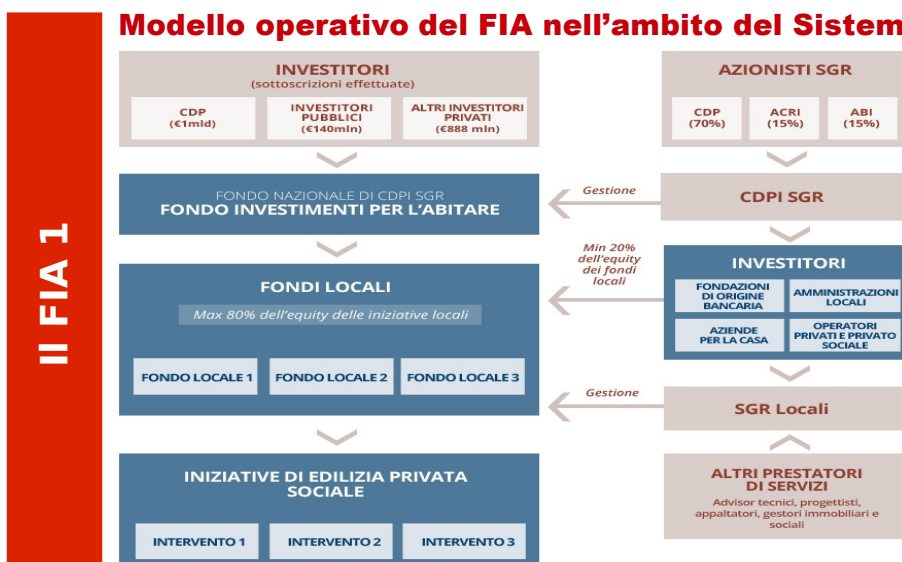 Modello operativo del FIA nell'ambito del Sistem
Il FIA 1
INVESTITORI
(sottoscrizioni effettuate)
CDP
(€1mld)
INVESTITORI
PUBBLICI
(€140mln)
ALTRI INVESTITORI
PRIVATI
(€888 mln)
AZIONISTI SGR
CDP
(70%)
ACRI
(15%)
ABI
(15%)
FONDO NAZIONALE DI CDPI SGR
FONDO INVESTIMENTI PER L'ABITARE
Gestione
CDPI SGR
FONDI LOCALI
Max 80% dell'equity delle iniziative locali
FONDO LOCALE 1
FONDO LOCALE 2
FONDO LOCALE 3
Min 20%
dell'equity
dei fondi
locali
INVESTITORI
FONDAZIONI
DI ORIGINE
BANCARIA
AMMINISTRAZIONI
LOCALI
AZIENDE
PER LA CASA
OPERATORI
PRIVATI E PRIVATO
SOCIALE
Gestione
SGR Locali
INIZIATIVE DI EDILIZIA PRIVATA
SOCIALE
INTERVENTO 1
INTERVENTO 2
INTERVENTO 3
ALTRI PRESTATORI
DI SERVIZI
Advisor tecnici, progettisti,
appaltatori, gestori immobiliari e
sociali